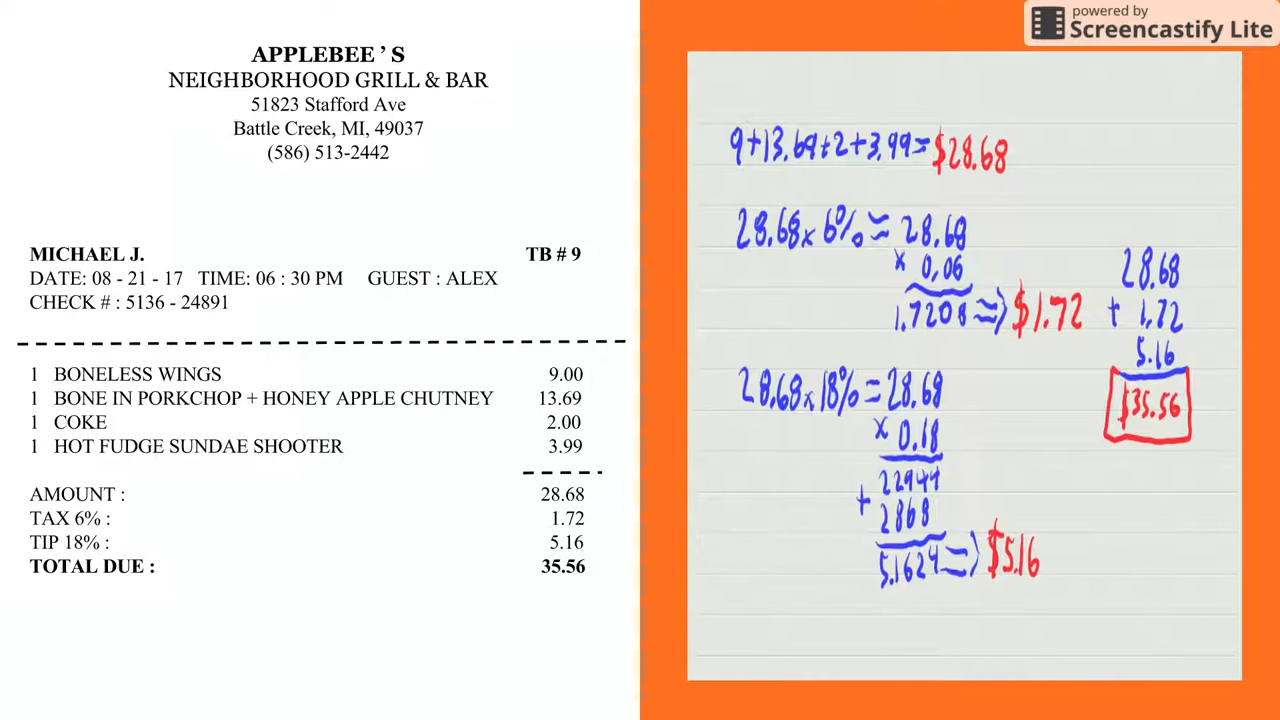 powered by
Screencastify Lite
APPLEBEE ’ S
NEIGHBORHOOD GRILL & BAR
51823 Stafford Ave
Battle Creek, MI, 49037
(586) 513-2442
MICHAEL J. TB # 9
DATE: 08 - 21 - 17 TIME: 06 : 30 PM GUEST : ALEX
CHECK # : 5136 - 24891
1 BONELESS WINGS 9.00
1 BONE IN PORKCHOP + HONEY APPLE CHUTNEY 13.69
1 COKE 2.00
1 HOT FUDGE SUNDAE SHOOTER 3.99
AMOUNT : 28.68
TAX 6% : 1.72
TIP 18% : 5.16
TOTAL DUE : 35.56
9+13.69+2+3.99=$28.68
28.68x6%=28.68
x 0.06
1.7208=>$1.72
28.68x18%=28.68
x 0.18
22944
+ 2868
5.1624=>$5.16
28.68
+ 1.72
5.16
$35.56